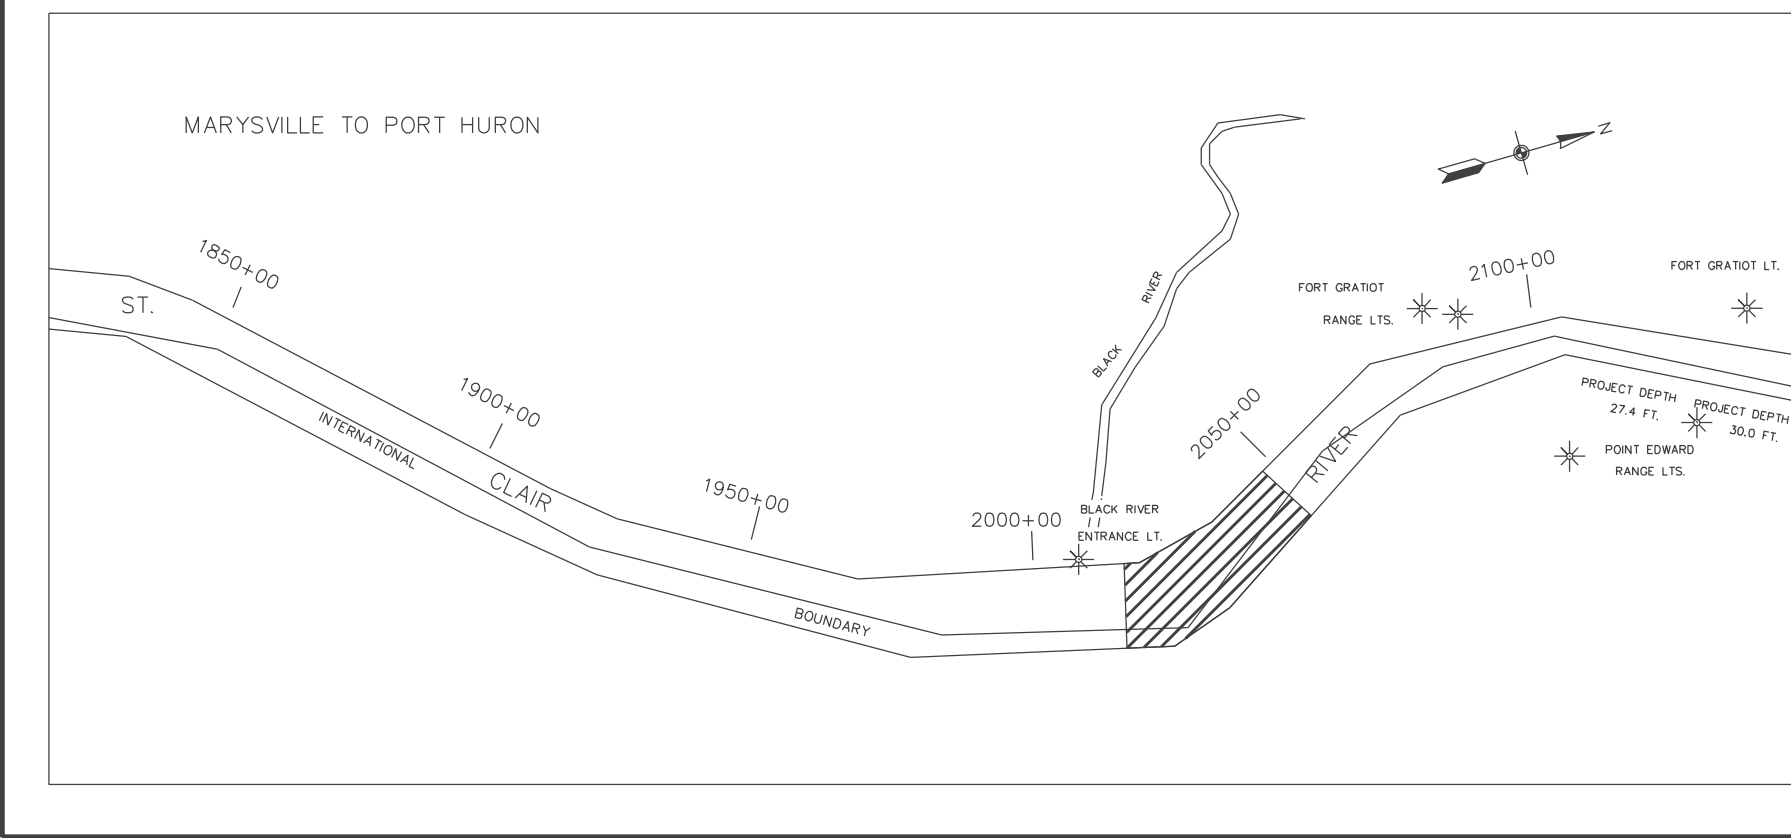 MARYSVILLE TO PORT HURON
N
1850+00
ST.
1900+00
INTERNATIONAL
CLAIR
1950+00
BOUNDARY
2000+00
BLACK RIVER
BLACK RIVER
ENTRANCE LT.
2050+00
RIVER
FORT GRATIOT
RANGE LTS.
2100+00
FORT GRATIOT LT.
PROJECT DEPTH
27.4 FT.
PROJECT DEPTH
30.0 FT.
POINT EDWARD
RANGE LTS.